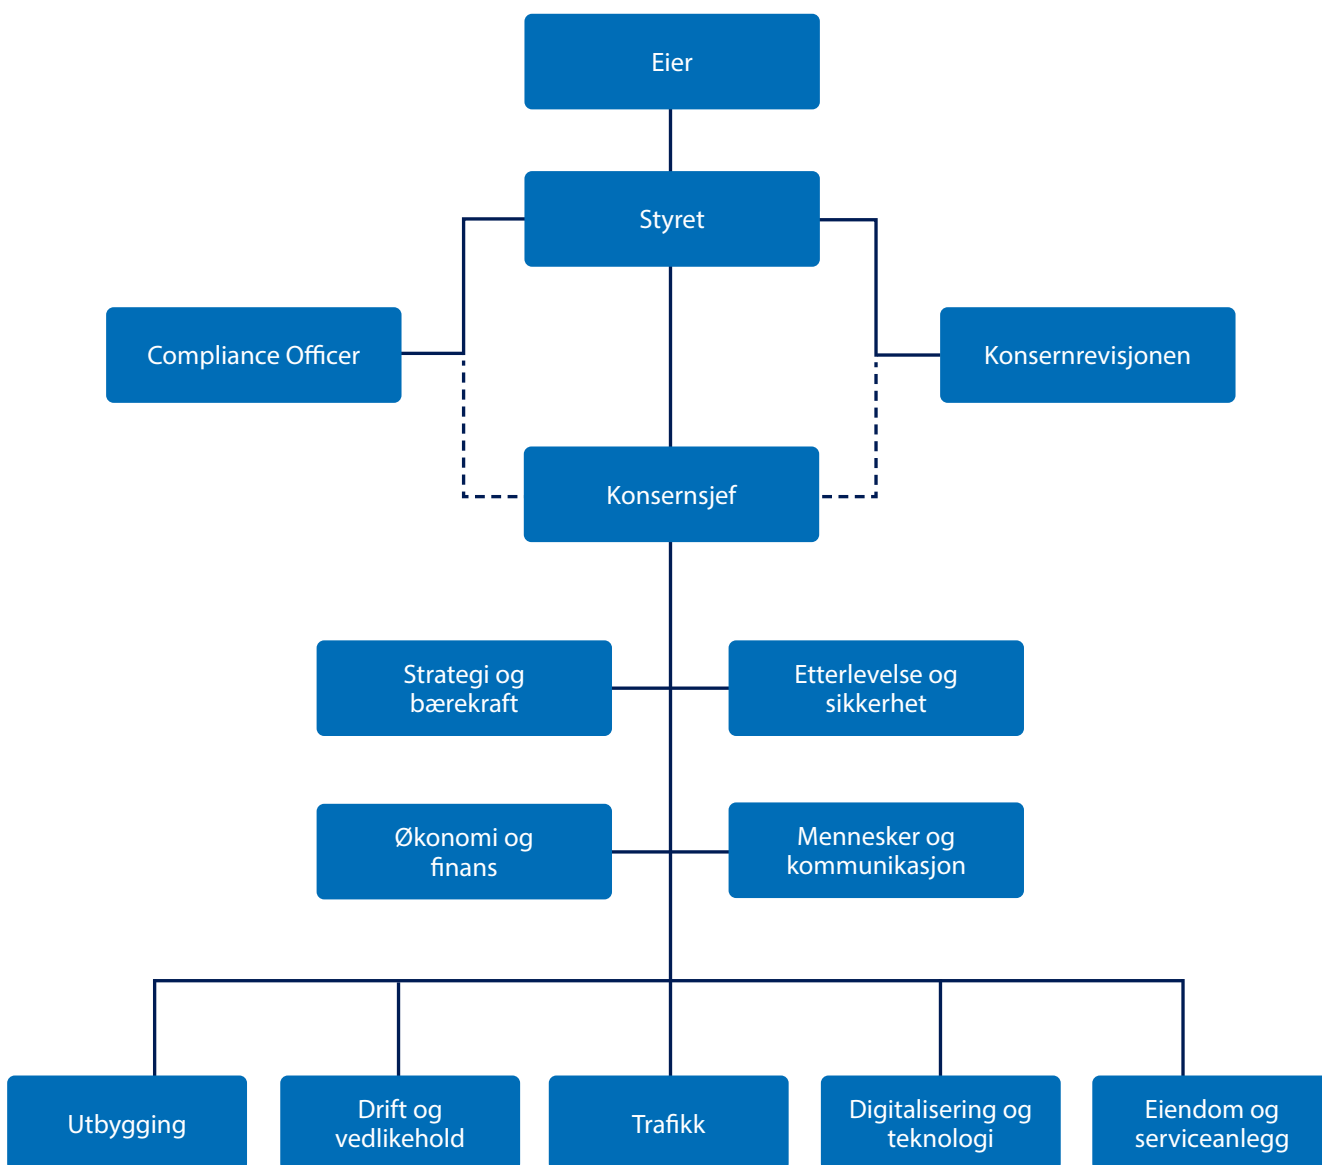 Eier
Styret
Compliance Officer
Konsernrevisjonen
Konsernsjef
Strategi og
bærekraft
Etterlevelse og
sikkerhet
Økonomi og
finans
Mennesker og
kommunikasjon
Utbygging
Drift og
vedlikehold
Trafikk
Digitalisering og
teknologi
Eiendom og
serviceanlegg